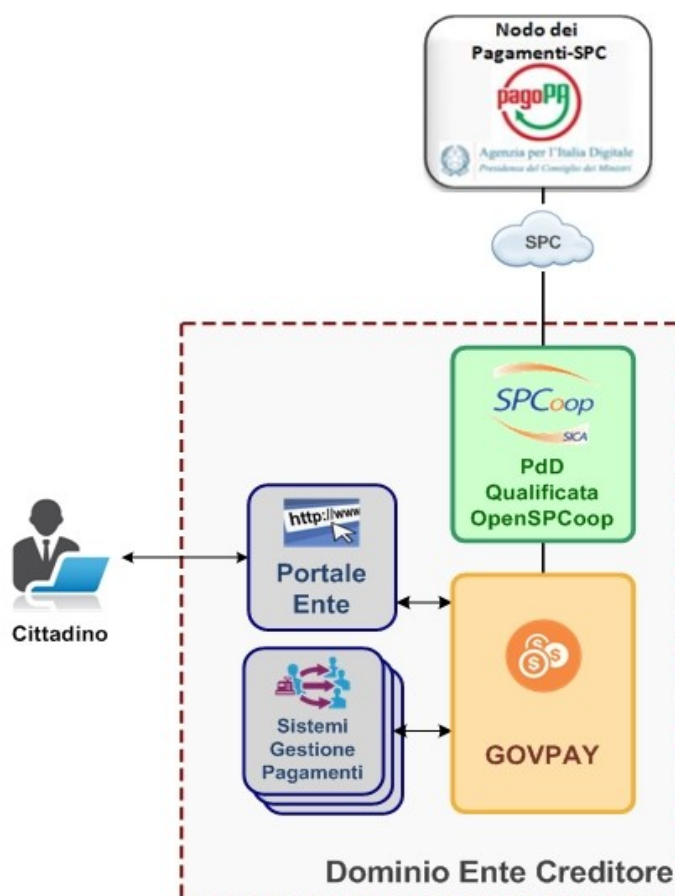 Nodo dei
Pagamenti-SPC
pagoPA
Agenzia per l'Italia Digitale
Presidenza del Consiglio dei Ministri
SPC
SPCoop
SICA
PdD
Qualificata
OpenSPCoop
http://www
Portale
Ente
Cittadino
Sistemi
Gestione
Pagamenti
GOVPAY
Dominio Ente Creditore